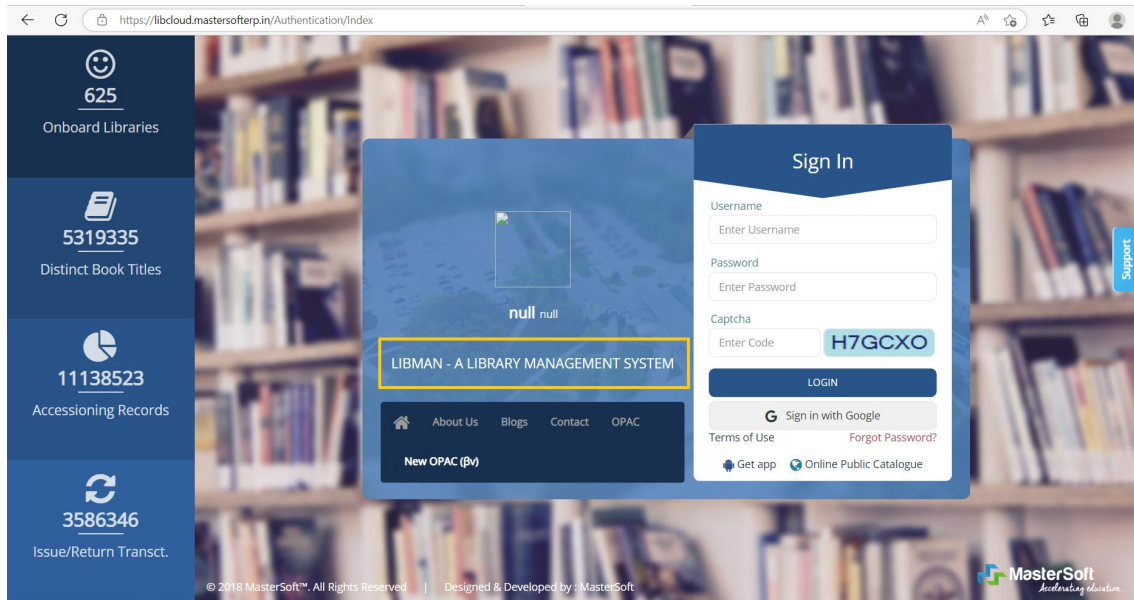 https://libcloud.mastersofterp.in/Authentication/Index
625
Onboard Libraries
5319335
Distinct Book Titles
11138523
Accessioning Records
3586346
Issue/Return Transct.
null null
LIBMAN - A LIBRARY MANAGEMENT SYSTEM
About Us Blogs Contact OPAC
New OPAC (βv)
Sign In
Username
Enter Username
Password
Enter Password
Captcha
Enter Code H7GCXO
LOGIN
G Sign in with Google
Terms of Use Forgot Password?
Get app Online Public Catalogue
Support
© 2018 MasterSoft™. All Rights Reserved | Designed & Developed by : MasterSoft
MasterSoft
Accelerating education...